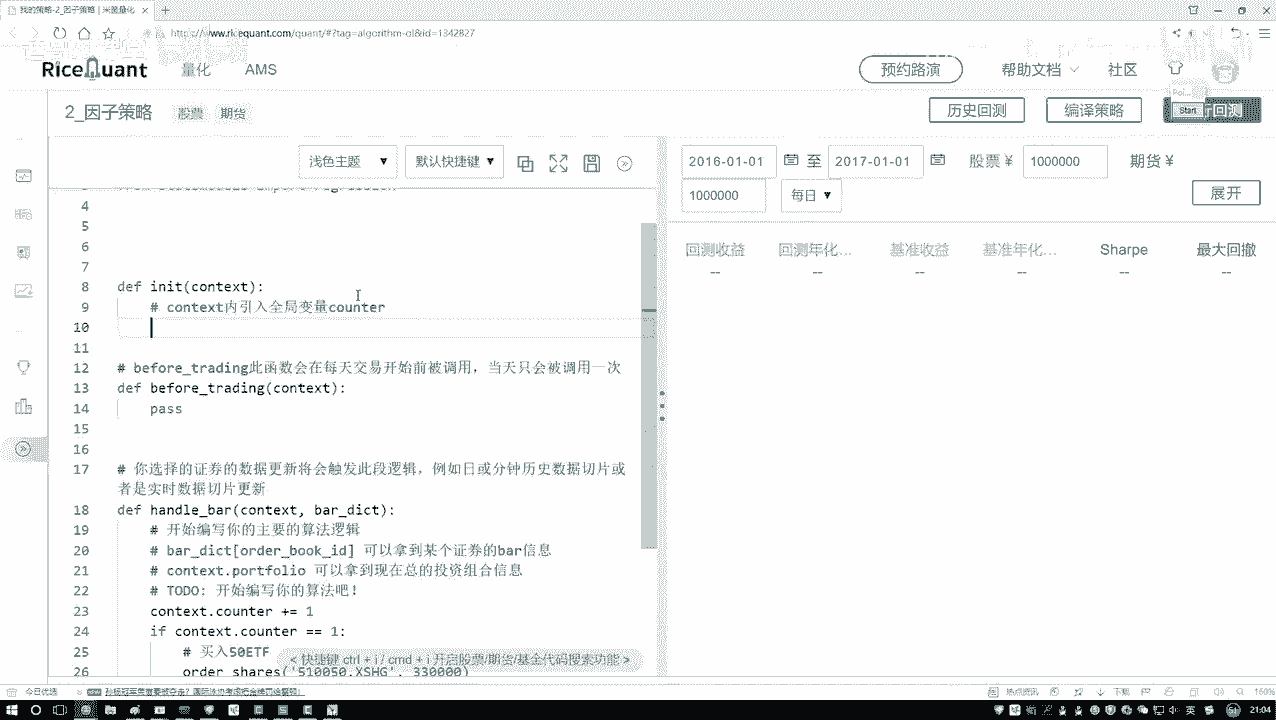 我的策略-2_因子策略 | 米筐量化
http://www.ricequant.com/quant/#?tag=algorithm-ol&id=1342827
RiceQuant 量化 AMS 预约路演 帮助文档 社区
2_因子策略 股票 期货 历史回测 编译策略
Start 回测
浅色主题 默认快捷键
2016-01-01 至 2017-01-01 股票 ¥ 1000000 期货 ¥
1000000 每日 展开
回测收益 回测年化... 基准收益 基准年化... Sharpe 最大回撤
-- -- -- -- -- --
4
5
6
7
8 def init(context):
9 # context内引入全局变量counter
10
11
12 # before_trading此函数会在每天交易开始前被调用，当天只会被调用一次
13 def before_trading(context):
14 pass
15
16
17 # 你选择的证券的数据更新将会触发此段逻辑，例如日或分钟历史数据切片或
者是实时数据切片更新
18 def handle_bar(context, bar_dict):
19 # 开始编写你的主要的算法逻辑
20 # bar_dict[order_book_id] 可以拿到某个证券的bar信息
21 # context.portfolio 可以拿到现在总的投资组合信息
22 # TODO: 开始编写你的算法吧！
23 context.counter += 1
24 if context.counter == 1:
25 # 买入50ETF
26 order_shares('510050.XSHG', 330000)
< 快捷键 ctrl + i / cmd + i 开启股票/期货/基金代码搜索功能 >
今日优选 热点资讯 下载 160%
英 21:04